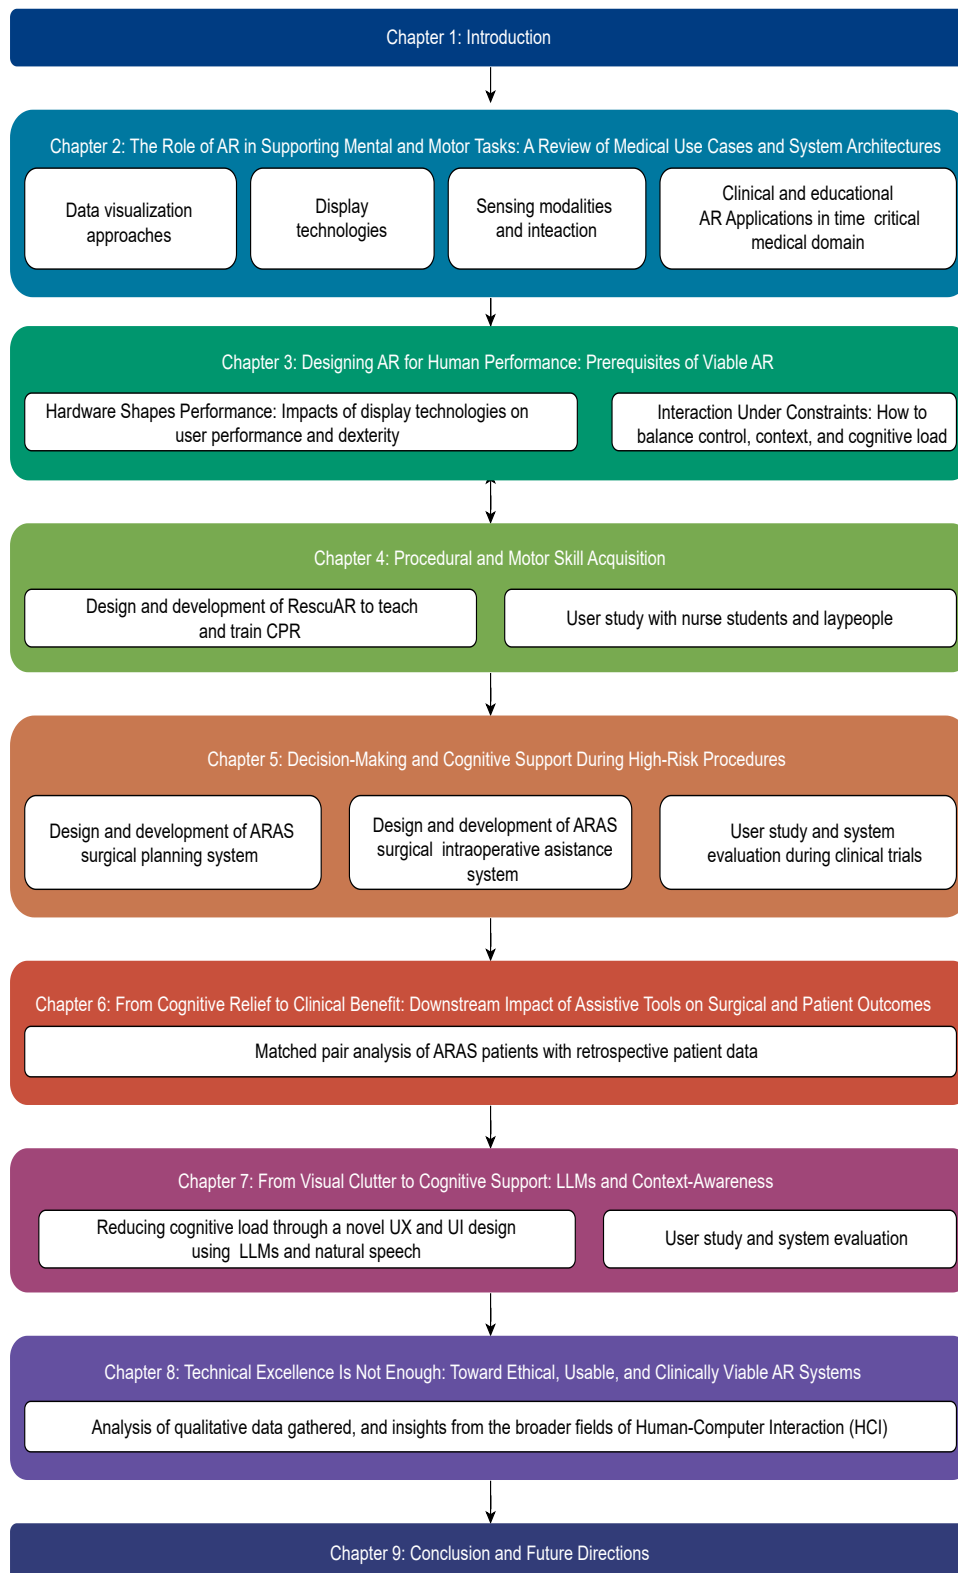 Chapter 1: Introduction
Chapter 2: The Role of AR in Supporting Mental and Motor Tasks: A Review of Medical Use Cases and System Architectures
Data visualization
approaches
Display
technologies
Sensing modalities
and inteaction
Clinical and educational
AR Applications in time critical
medical domain
Chapter 3: Designing AR for Human Performance: Prerequisites of Viable AR
Hardware Shapes Performance: Impacts of display technologies on
user performance and dexterity
Interaction Under Constraints: How to
balance control, context, and cognitive load
Chapter 4: Procedural and Motor Skill Acquisition
Design and development of RescuAR to teach
and train CPR
User study with nurse students and laypeople
Chapter 5: Decision-Making and Cognitive Support During High-Risk Procedures
Design and development of ARAS
surgical planning system
Design and development of ARAS
surgical intraoperative asistance
system
User study and system
evaluation during clinical trials
Chapter 6: From Cognitive Relief to Clinical Benefit: Downstream Impact of Assistive Tools on Surgical and Patient Outcomes
Matched pair analysis of ARAS patients with retrospective patient data
Chapter 7: From Visual Clutter to Cognitive Support: LLMs and Context-Awareness
Reducing cognitive load through a novel UX and UI design
using LLMs and natural speech
User study and system evaluation
Chapter 8: Technical Excellence Is Not Enough: Toward Ethical, Usable, and Clinically Viable AR Systems
Analysis of qualitative data gathered, and insights from the broader fields of Human-Computer Interaction (HCI)
Chapter 9: Conclusion and Future Directions